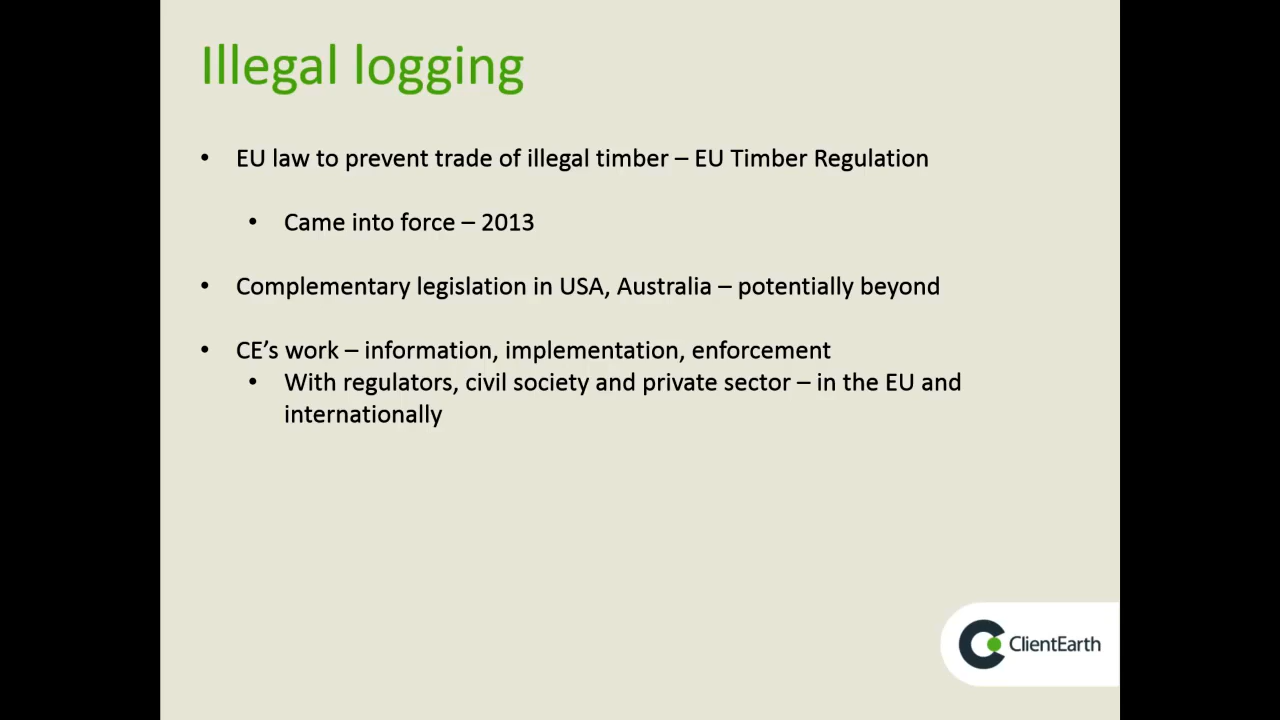 Illegal logging
• EU law to prevent trade of illegal timber – EU Timber Regulation
• Came into force – 2013
• Complementary legislation in USA, Australia – potentially beyond
• CE’s work – information, implementation, enforcement
• With regulators, civil society and private sector – in the EU and
internationally
ClientEarth